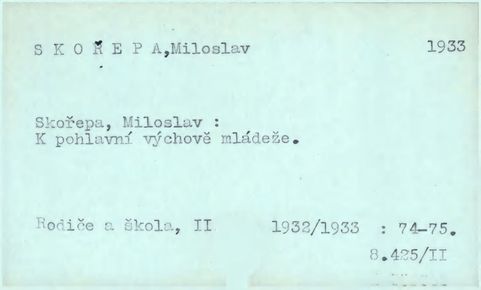 S K O Ř E P A,Miloslav 1933
Skořepa, Miloslav :
K pohlavní výchově mládeže.
Rodiče a škola, II 1932/1933 : 74-75.
8.425/II